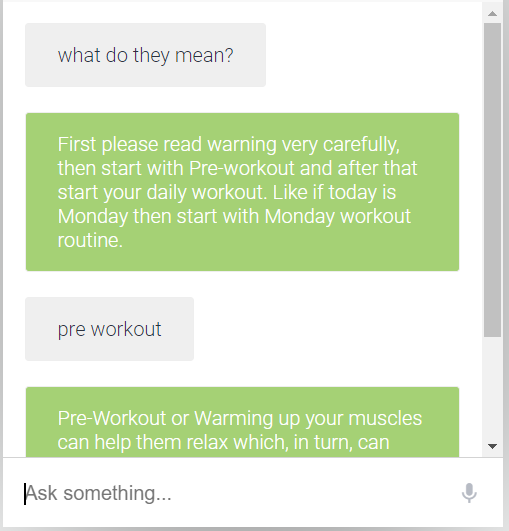 what do they mean?
First please read warning very carefully,
then start with Pre-workout and after that
start your daily workout. Like if today is
Monday then start with Monday workout
routine.
pre workout
Pre-Workout or Warming up your muscles
can help them relax which, in turn, can
Ask something...